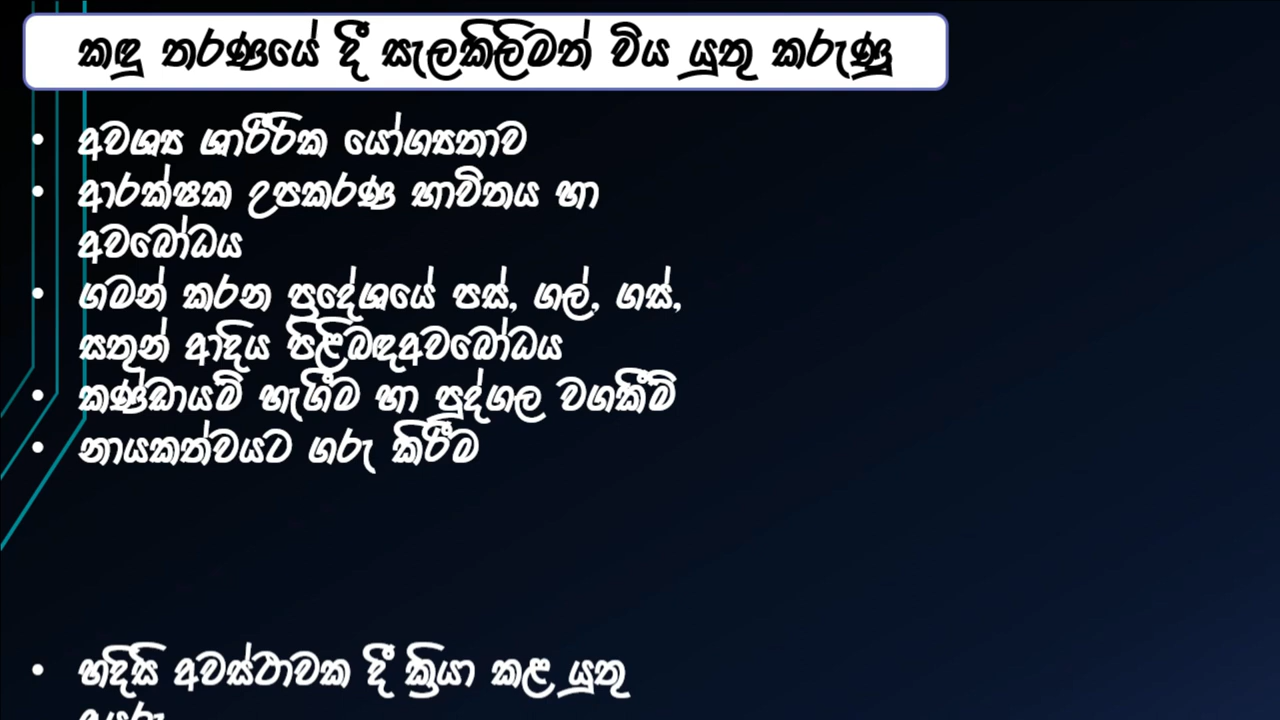 කඳු තරණයේ දී සැලකිලිමත් විය යුතු කරුණු
• අවශ්‍ය ශාරීරික යෝග්‍යතාව
• ආරක්ෂක උපකරණ භාවිතය හා
අවබෝධය
• ගමන් කරන ප්‍රදේශයේ පස්, ගල්, ගස්,
සතුන් ආදිය පිළිබඳඅවබෝධය
• කණ්ඩායම් හැඟීම හා පුද්ගල වගකීම්
• නායකත්වයට ගරු කිරීම
• හදිසි අවස්ථාවක දී ක්‍රියා කළ යුතු